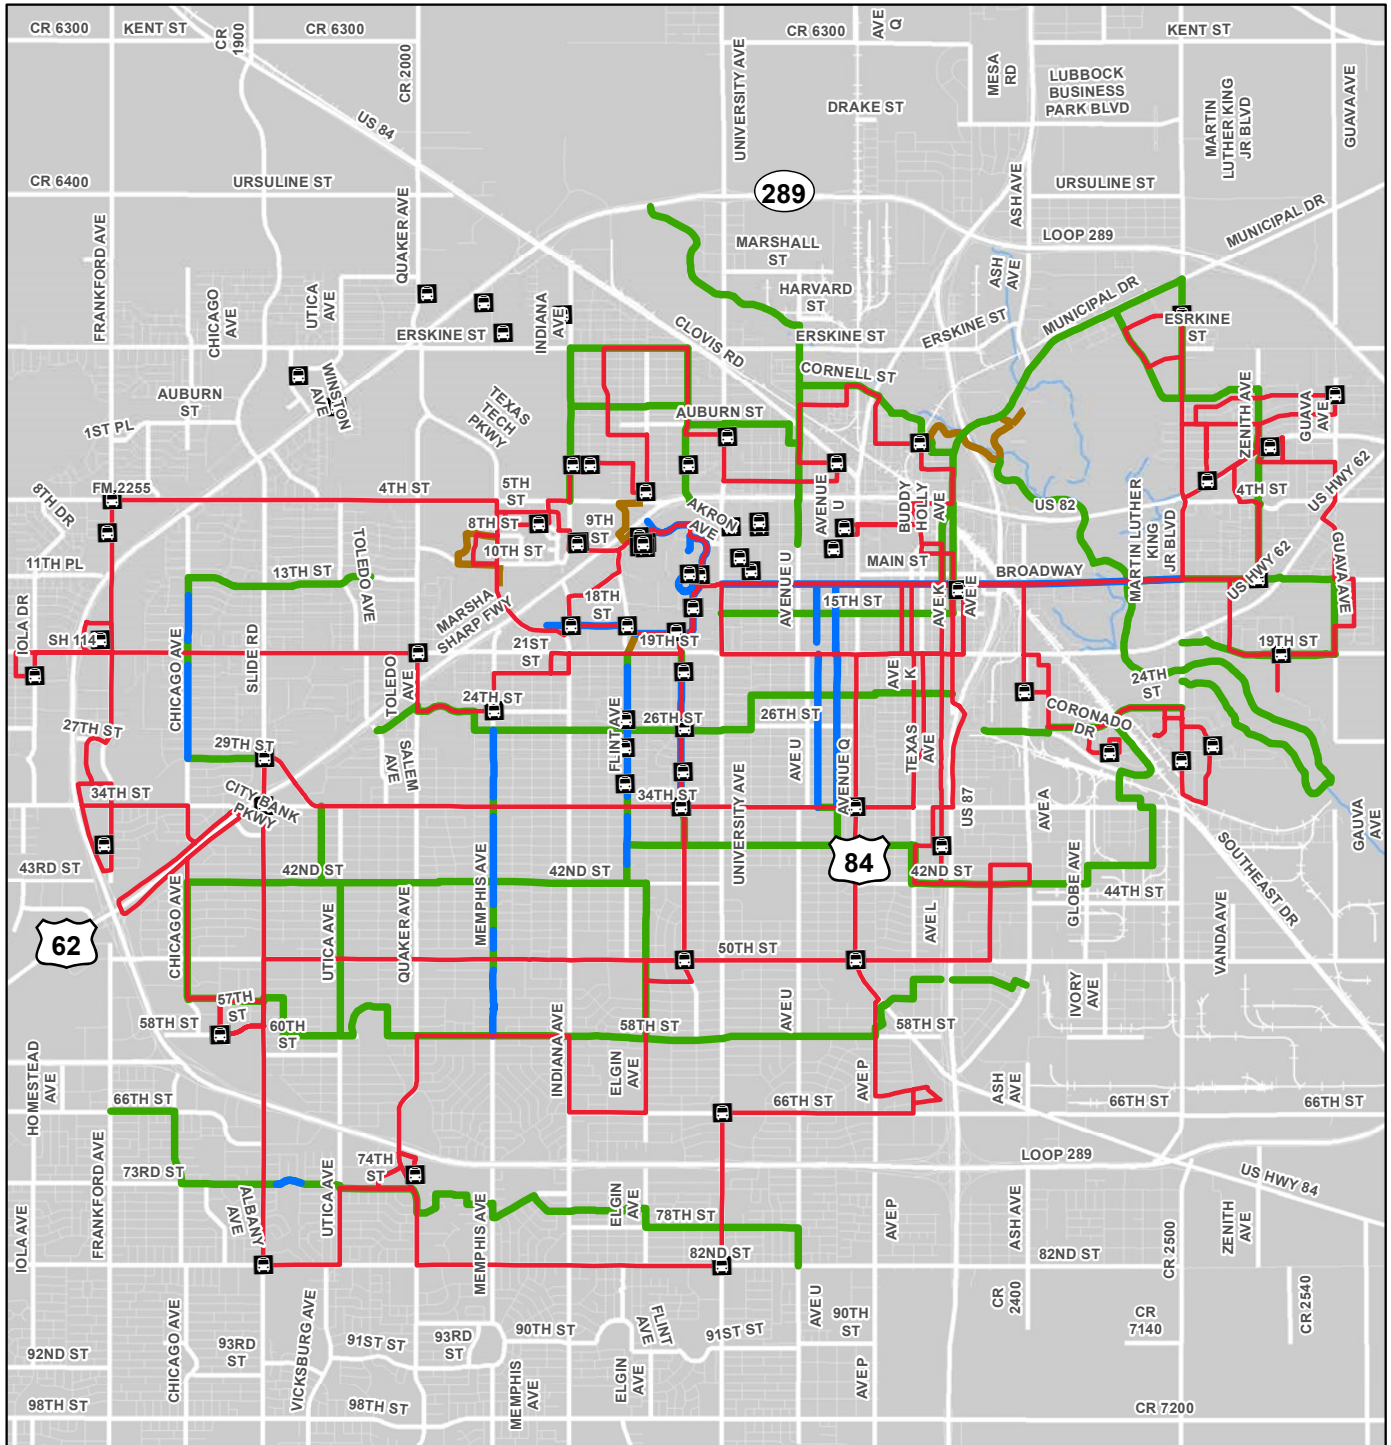 CR 6300
KENT ST
CR
1900
CR 6300
CR 2000
UNIVERSITY AVE
CR 6300
AVE
Q
MESA
RD
KENT ST
LUBBOCK
BUSINESS
PARK BLVD
DRAKE ST
MARTIN
LUTHER KING
JR BLVD
GUAVA AVE
US 84
CR 6400
URSULINE ST
QUAKER AVE
289
ASH AVE
URSULINE ST
MUNICIPAL DR
FRANKFORD AVE
MARSHALL
ST
LOOP 289
CHICAGO
AVE
UTICA
AVE
HARVARD
ST
ASH
AVE
MUNICIPAL DR
INDIANA
AVE
ERSKINE ST
CLOVIS RD
ERSKINE ST
ERSKINE ST
ESRKINE
ST
CORNELL ST
WINSTON
AVE
AUBURN
ST
TEXAS
TECH
PKWY
AUBURN ST
ZENITH AVE
GUAVA
AVE
1ST PL
FM 2255
4TH ST
5TH
ST
8TH DR
8TH ST
9TH
ST
AKRON
AVE
AVENUE
U
BUDDY
HOLLY
AVE
US 82
MARTIN LUTHER
KING
JR BLVD
4TH ST
US HWY 62
10TH ST
MAIN ST
11TH PL
13TH ST
TOLEDO
AVE
AVENUE U
BROADWAY
US HWY 62
GUAVA AVE
IOLA DR
MARSHA
SHARP FWY
18TH
ST
15TH ST
AVE K
AVE E
SH 114
CHICAGO AVE
SLIDE RD
21ST
ST
19TH ST
19TH ST
TOLEDO
AVE
24TH ST
AVE
K
24TH
ST
27TH ST
26TH ST
26TH ST
CORONADO
DR
29TH ST
SALEM
AVE
FLINT AVE
UNIVERSITY AVE
AVE U
AVENUE Q
TEXAS
AVE
US 87
34TH ST
CITY BANK
PKWY
34TH ST
AVE A
GAUVA
AVE
43RD ST
42ND ST
MEMPHIS AVE
42ND ST
84
42ND ST
GLOBE AVE
44TH ST
SOUTHEAST DR
62
CHICAGO AVE
UTICA AVE
QUAKER AVE
50TH ST
AVE L
VANDA AVE
57TH
ST
58TH ST
60TH
ST
INDIANA AVE
58TH ST
AVE U
58TH ST
IVORY
AVE
HOMESTEAD
AVE
ELGIN
AVE
AVE P
ASH
AVE
66TH ST
66TH ST
66TH ST
66TH ST
FRANKFORD AVE
73RD ST
74TH
ST
LOOP 289
US HWY 84
IOLA AVE
ALBANY
AVE
UTICA AVE
MEMPHIS AVE
ELGIN
AVE
78TH ST
82ND ST
AVE P
ASH AVE
82ND ST
CR 2500
ZENITH
AVE
CHICAGO AVE
VICKSBURG AVE
FLINT
AVE
AVE U
CR
2400
CR 2540
93RD
ST
91ST ST
93RD
ST
90TH ST
91ST ST
90TH
ST
CR
7140
92ND ST
MEMPHIS
AVE
ELGIN
AVE
AVE P
98TH ST
98TH ST
CR 7200